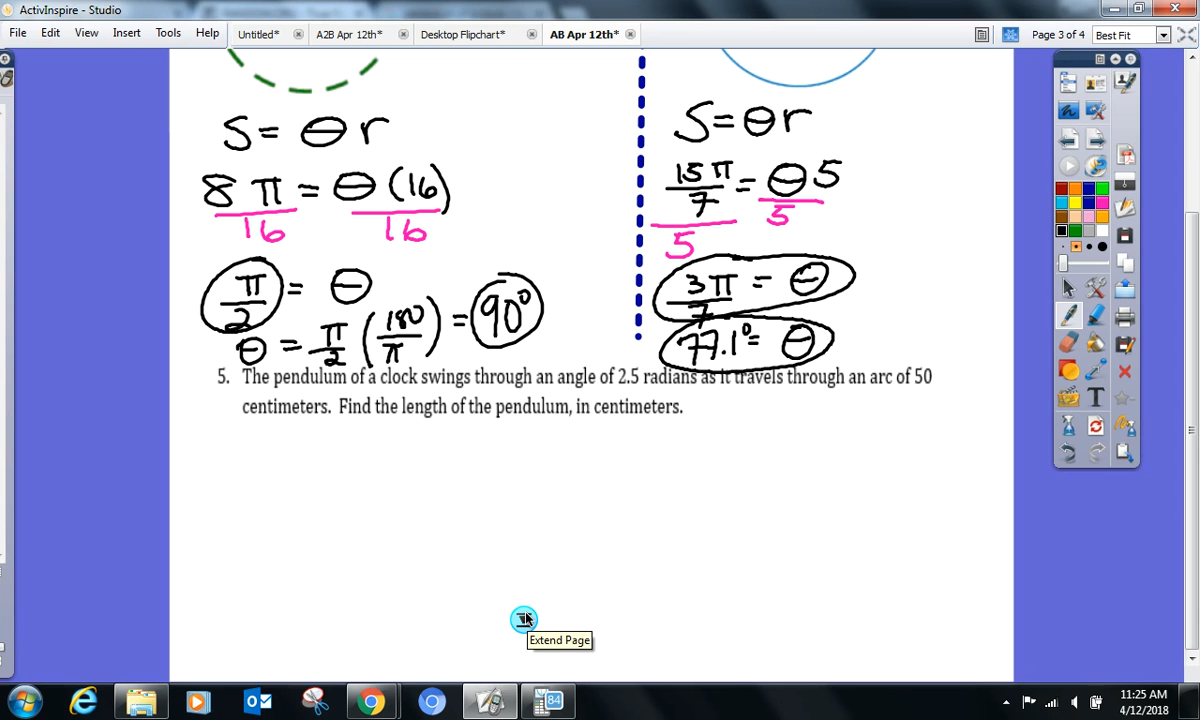 ActivInspire - Studio
File Edit View Insert Tools Help Untitled* A2B Apr 12th* Desktop Flipchart* AB Apr 12th* Page 3 of 4 Best Fit
S = θ r
8 π = θ (16)
16 16
π/2 = θ
θ = π/2 (180/π) = 90°
S = θ r
15π/7 = θ 5
5 5
3π/7 = θ
77.1° = θ
5. The pendulum of a clock swings through an angle of 2.5 radians as it travels through an arc of 50
centimeters. Find the length of the pendulum, in centimeters.
Extend Page
84
11:25 AM
4/12/2018